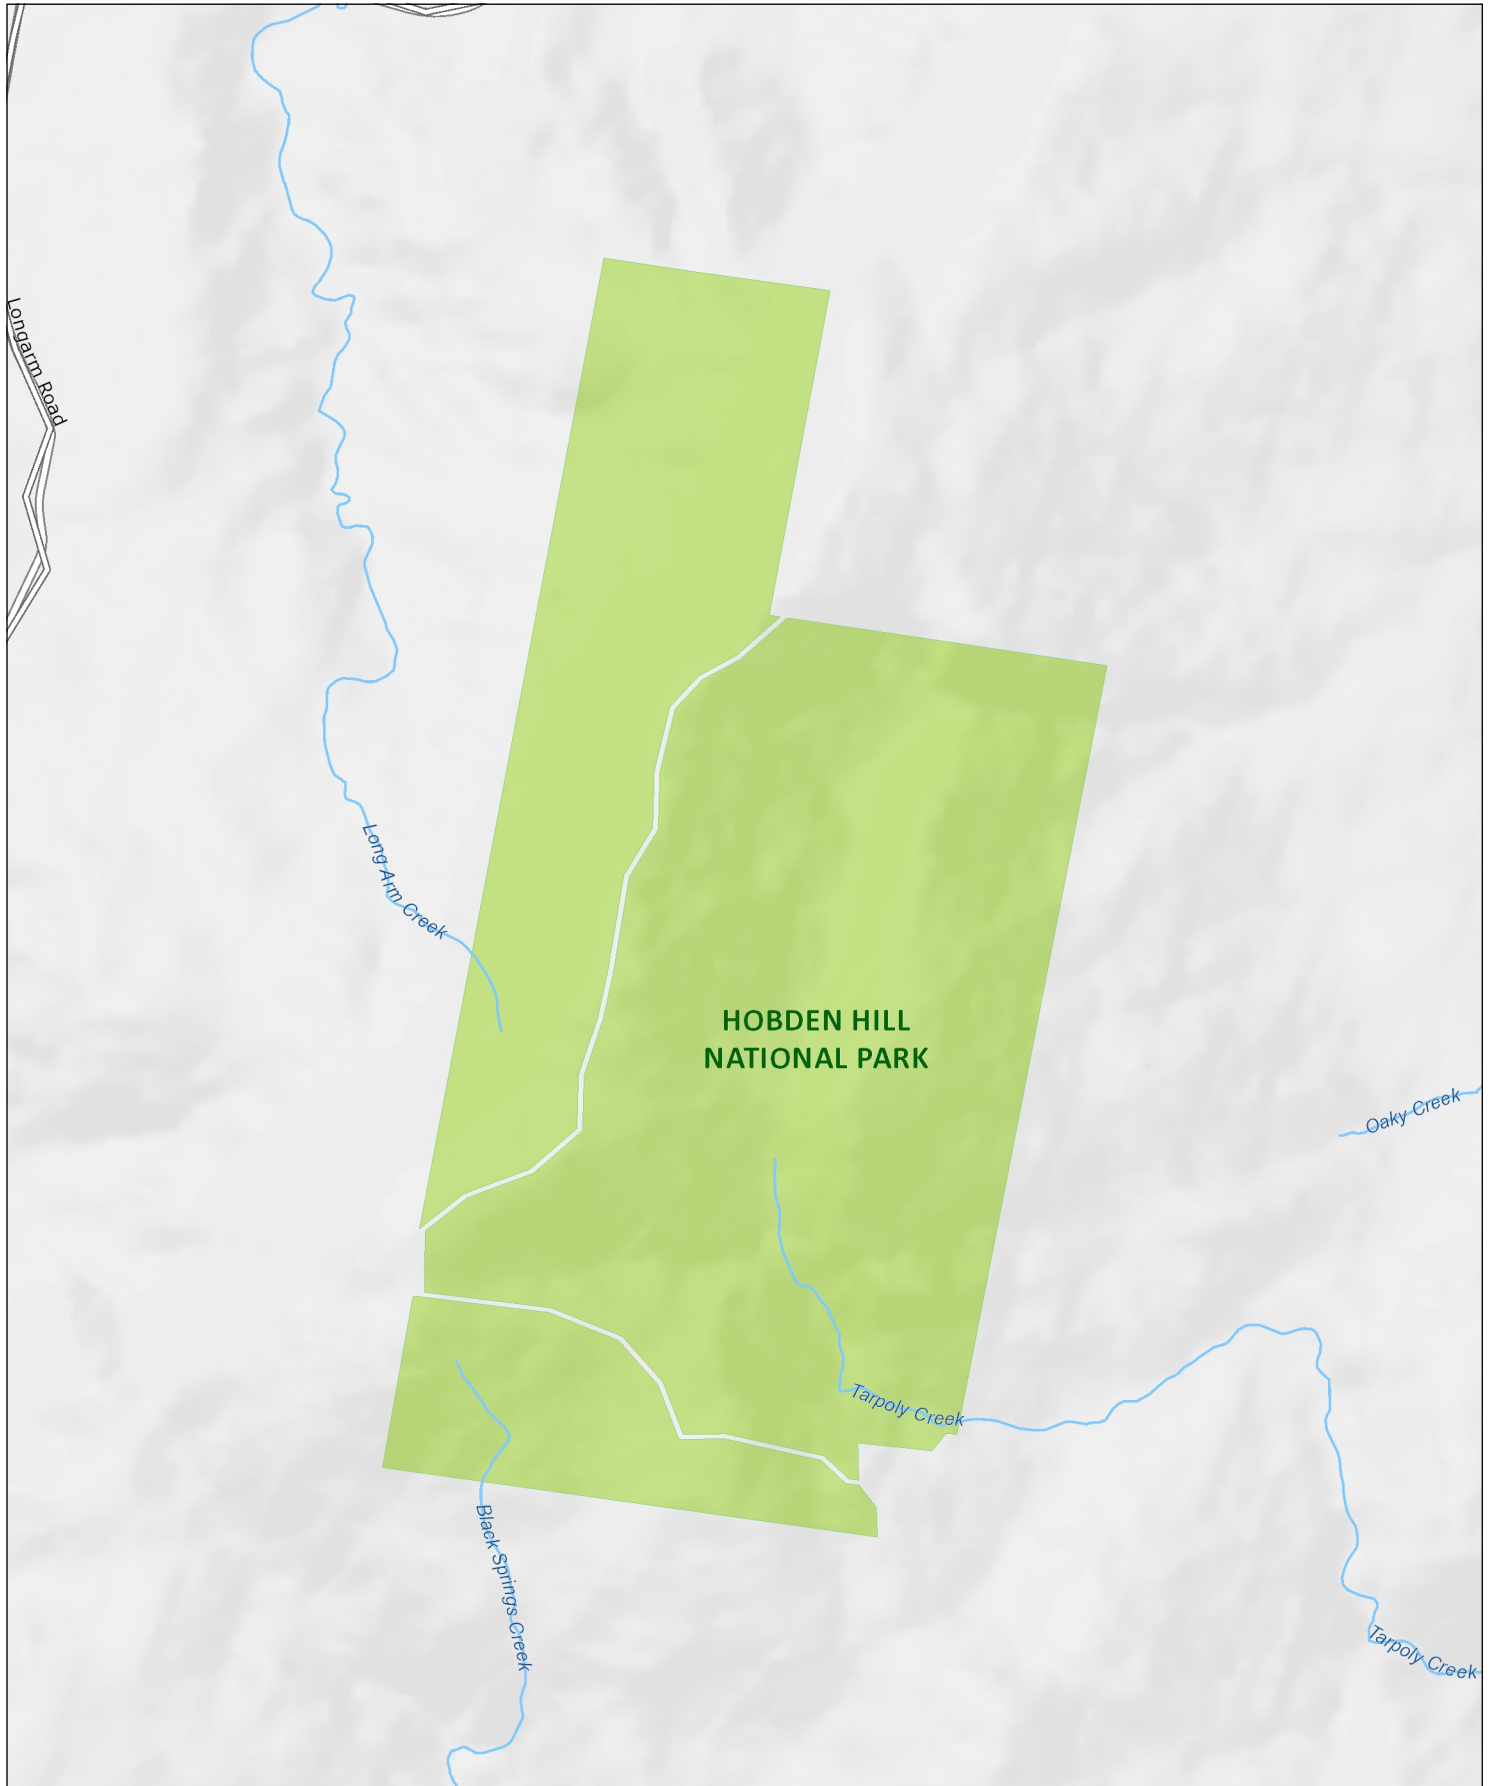 Longarm Road
Long Arm Creek
HOBDEN HILL
NATIONAL PARK
Oaky Creek
Tarpoly Creek
Black Springs Creek
Tarpoly Creek